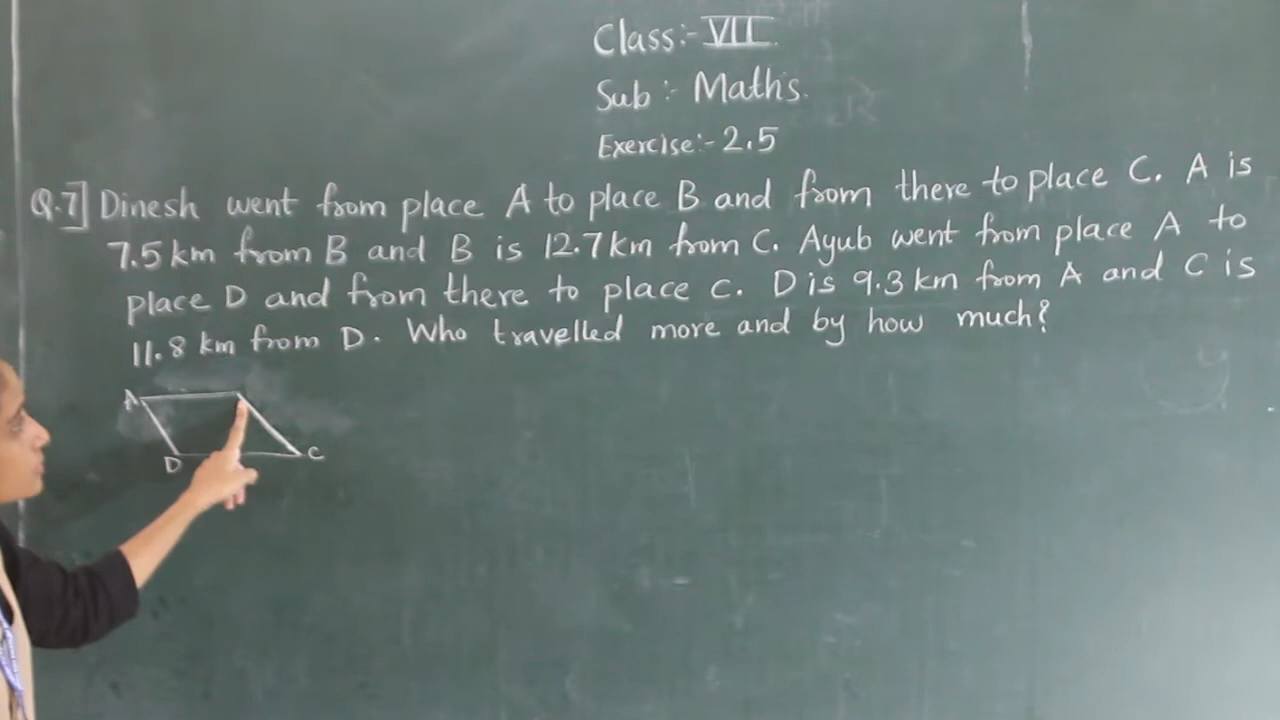 Class:- VII
Sub :- Maths.
Exercise:- 2.5
Q.7] Dinesh went from place A to place B and from there to place C. A is
7.5 km from B and B is 12.7 km from C. Ayub went from place A to
place D and from there to place C. D is 9.3 km from A and C is
11.8 km from D. Who travelled more and by how much?
A
D C